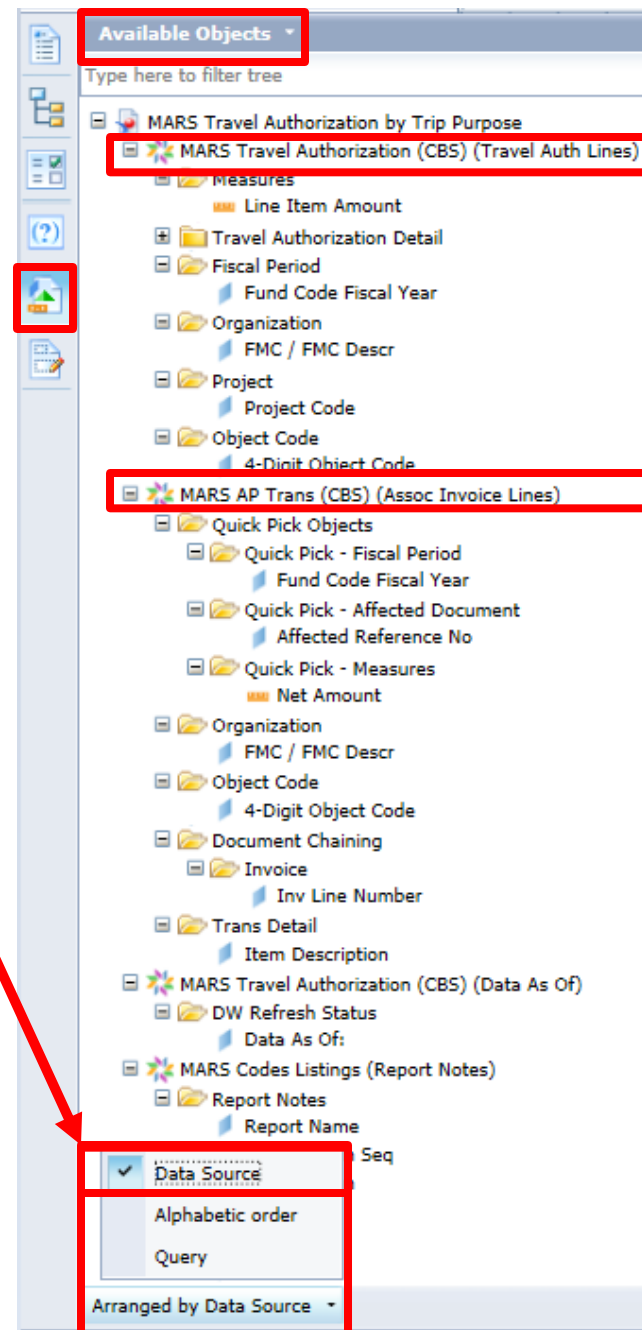 Available Objects
Type here to filter tree
MARS Travel Authorization by Trip Purpose
MARS Travel Authorization (CBS) (Travel Auth Lines)
Measures
Line Item Amount
Travel Authorization Detail
Fiscal Period
Fund Code Fiscal Year
Organization
FMC / FMC Descr
Project
Project Code
Object Code
4-Digit Object Code
MARS AP Trans (CBS) (Assoc Invoice Lines)
Quick Pick Objects
Quick Pick - Fiscal Period
Fund Code Fiscal Year
Quick Pick - Affected Document
Affected Reference No
Quick Pick - Measures
Net Amount
Organization
FMC / FMC Descr
Object Code
4-Digit Object Code
Document Chaining
Invoice
Inv Line Number
Trans Detail
Item Description
MARS Travel Authorization (CBS) (Data As Of)
DW Refresh Status
Data As Of:
MARS Codes Listings (Report Notes)
Report Notes
Report Name
Seq
Data Source
Alphabetic order
Query
Arranged by Data Source